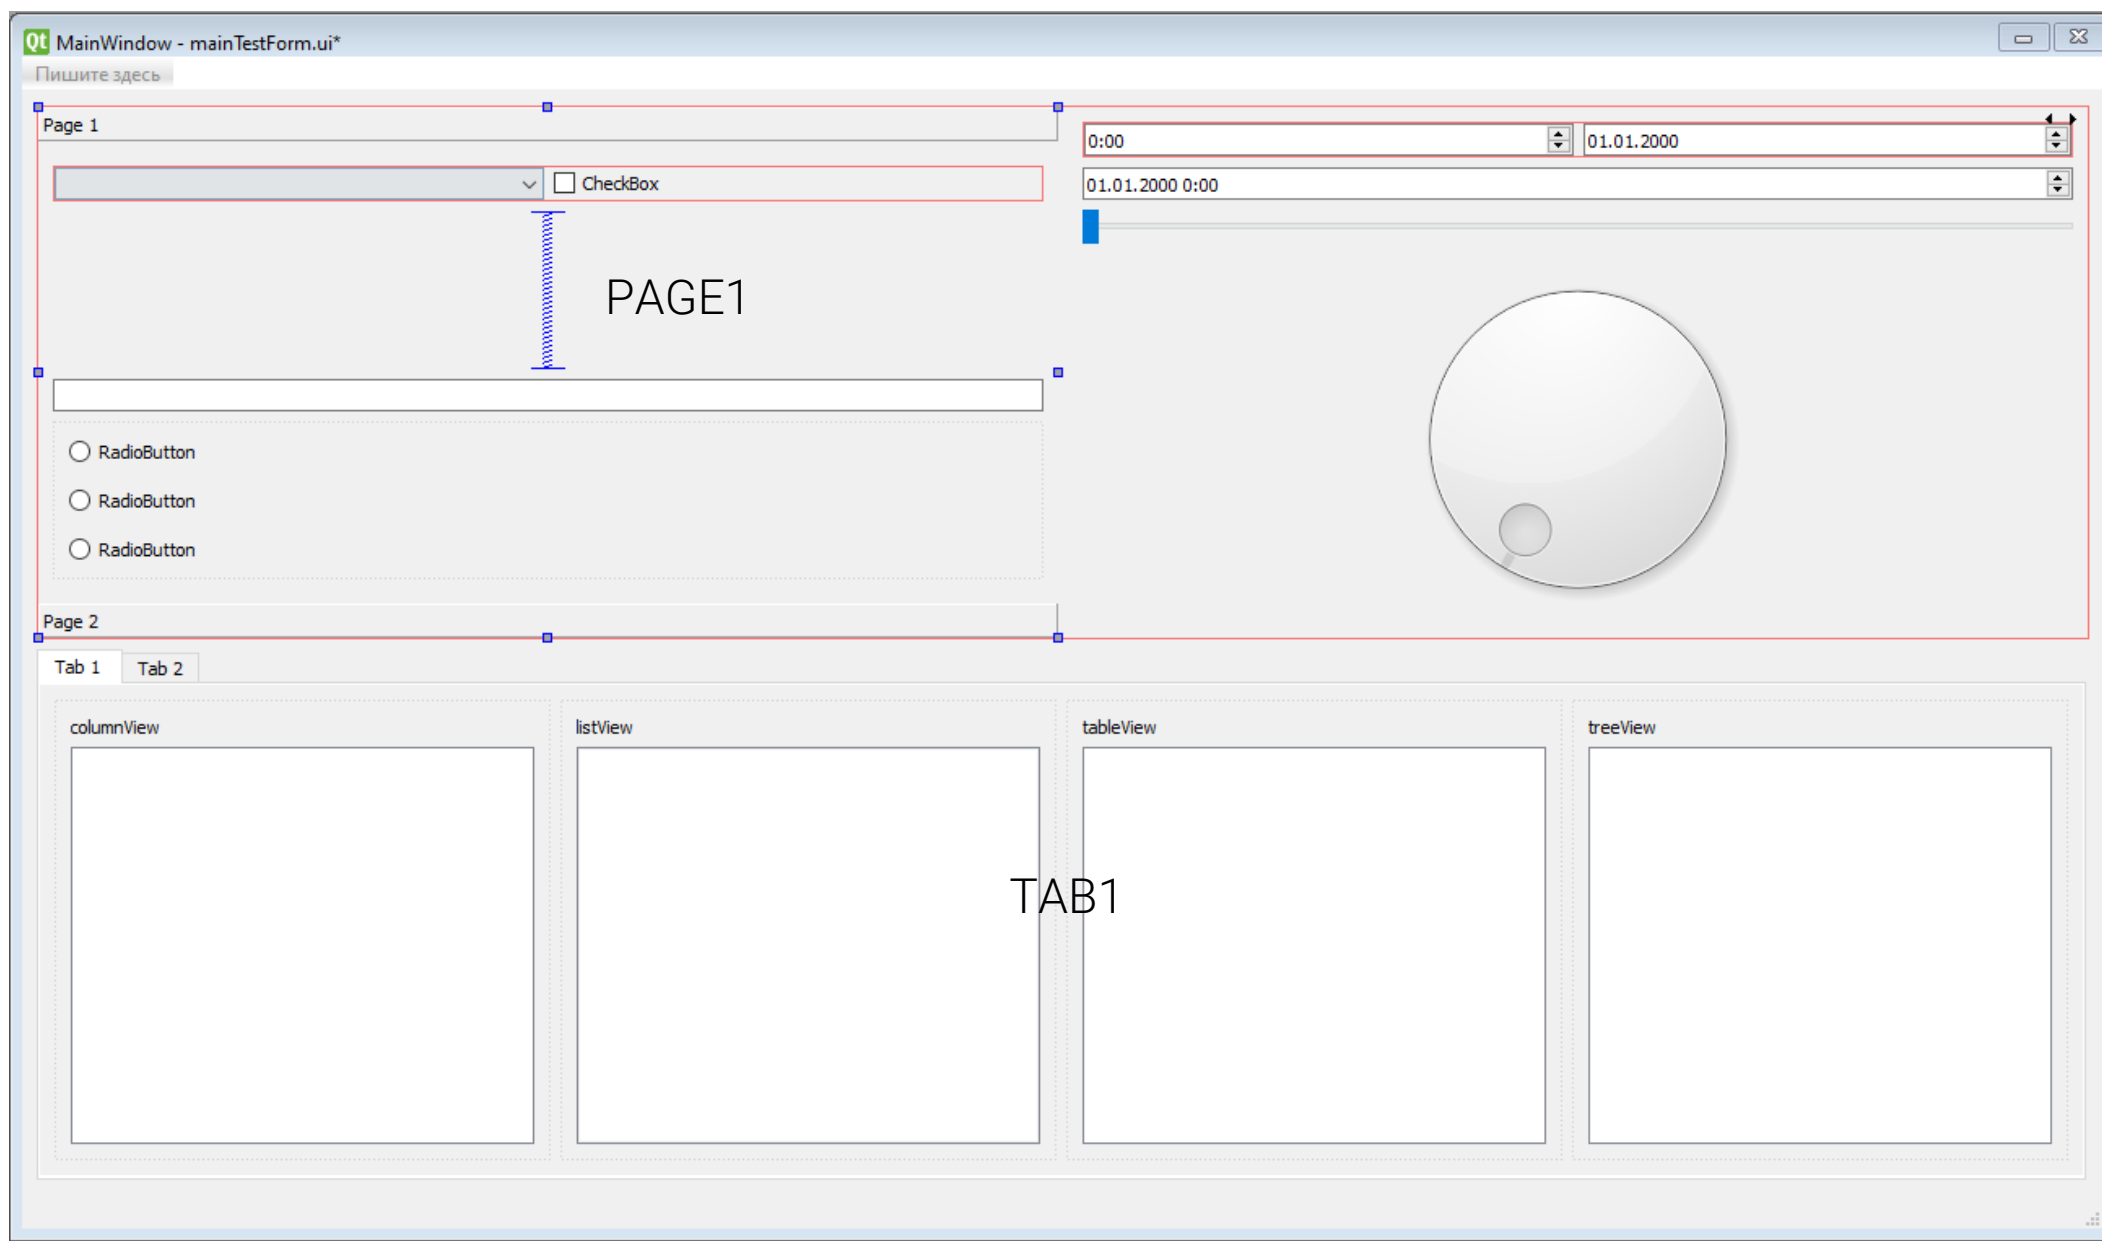 Qt MainWindow - mainTestForm.ui*
Пишите здесь
Page 1
0:00 01.01.2000
CheckBox
01.01.2000 0:00
PAGE1
RadioButton
RadioButton
RadioButton
Page 2
Tab 1 Tab 2
columnView listView tableView treeView
TAB1